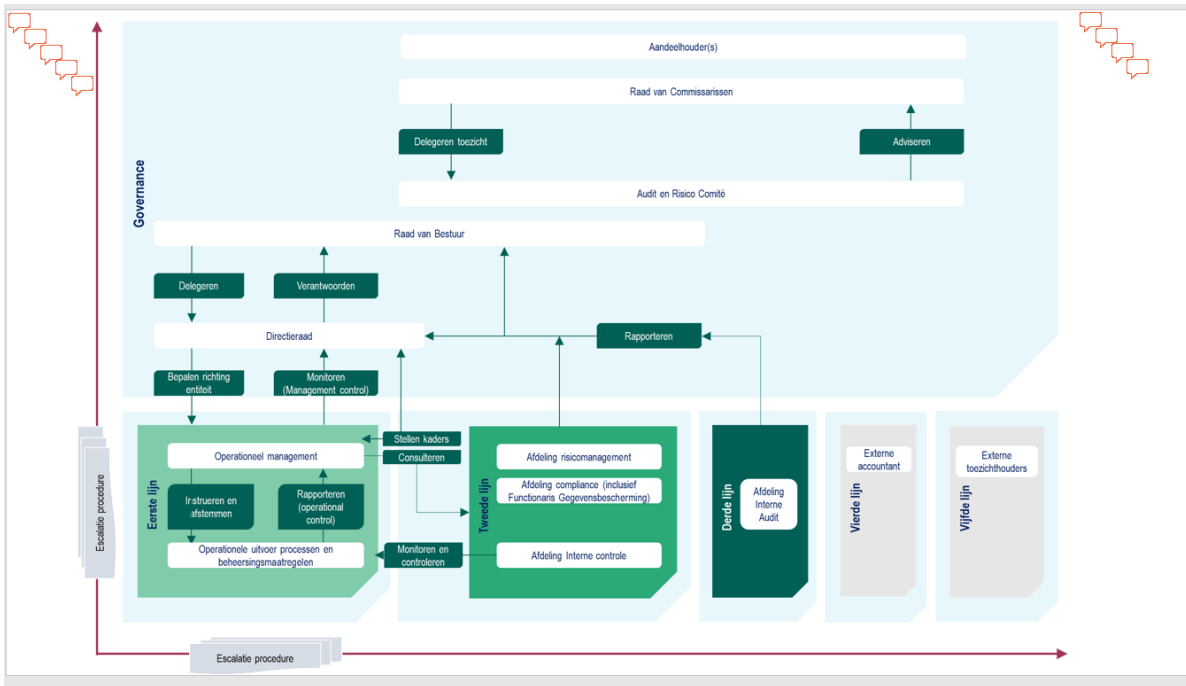 Aandeelhouder(s)
Raad van Commissarissen
Delegeren toezicht
Adviseren
Audit en Risico Comité
Governance
Raad van Bestuur
Delegeren
Verantwoorden
Directieraad
Rapporteren
Bepalen richting
entiteit
Monitoren
(Management control)
Stellen kaders
Consulteren
Eerste lijn
Operationeel management
Instrueren en
afstemmen
Rapporteren
(operational
control)
Operationele uitvoer processen en
beheersingsmaatregelen
Monitoren en
controleren
Tweede lijn
Afdeling risicomanagement
Afdeling compliance (inclusief
Functionaris Gegevensbescherming)
Afdeling Interne controle
Derde lijn
Afdeling
Interne
Audit
Vierde lijn
Externe
accountant
Vijfde lijn
Externe
toezichthouders
Escalatie procedure
Escalatie procedure